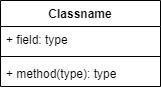 Classname
+ field: type
+ method(type): type